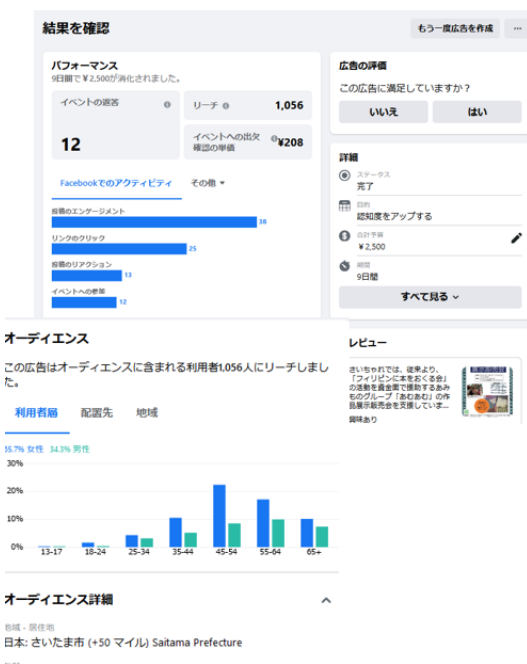 結果を確認
もう一度広告を作成
パフォーマンス
9日間で¥2,500が消化されました。
イベントの返答
12
リーチ
1,056
イベントへの出欠
確認の単価
¥208
Facebookでのアクティビティ
その他
投稿のエンゲージメント
38
リンクのクリック
25
投稿のリアクション
13
イベントへの参加
12
広告の評価
この広告に満足していますか？
いいえ
はい
詳細
ステータス
完了
目的
認知度をアップする
合計予算
¥2,500
期間
9日間
すべて見る
オーディエンス
この広告はオーディエンスに含まれる利用者1,056人にリーチしまし
た。
利用者層
配置先
地域
65.7% 女性 34.3% 男性
30%
20%
10%
0%
13-17
18-24
25-34
35-44
45-54
55-64
65+
オーディエンス詳細
地域 - 居住地
日本: さいたま市 (+50 マイル) Saitama Prefecture
レビュー
さいちゃれでは、従来より、
「フィリピンに本をおくる会」
の活動を資金面で援助するあみ
ものグループ「あむあむ」の作
品展示販売会を支援していま...
興味あり